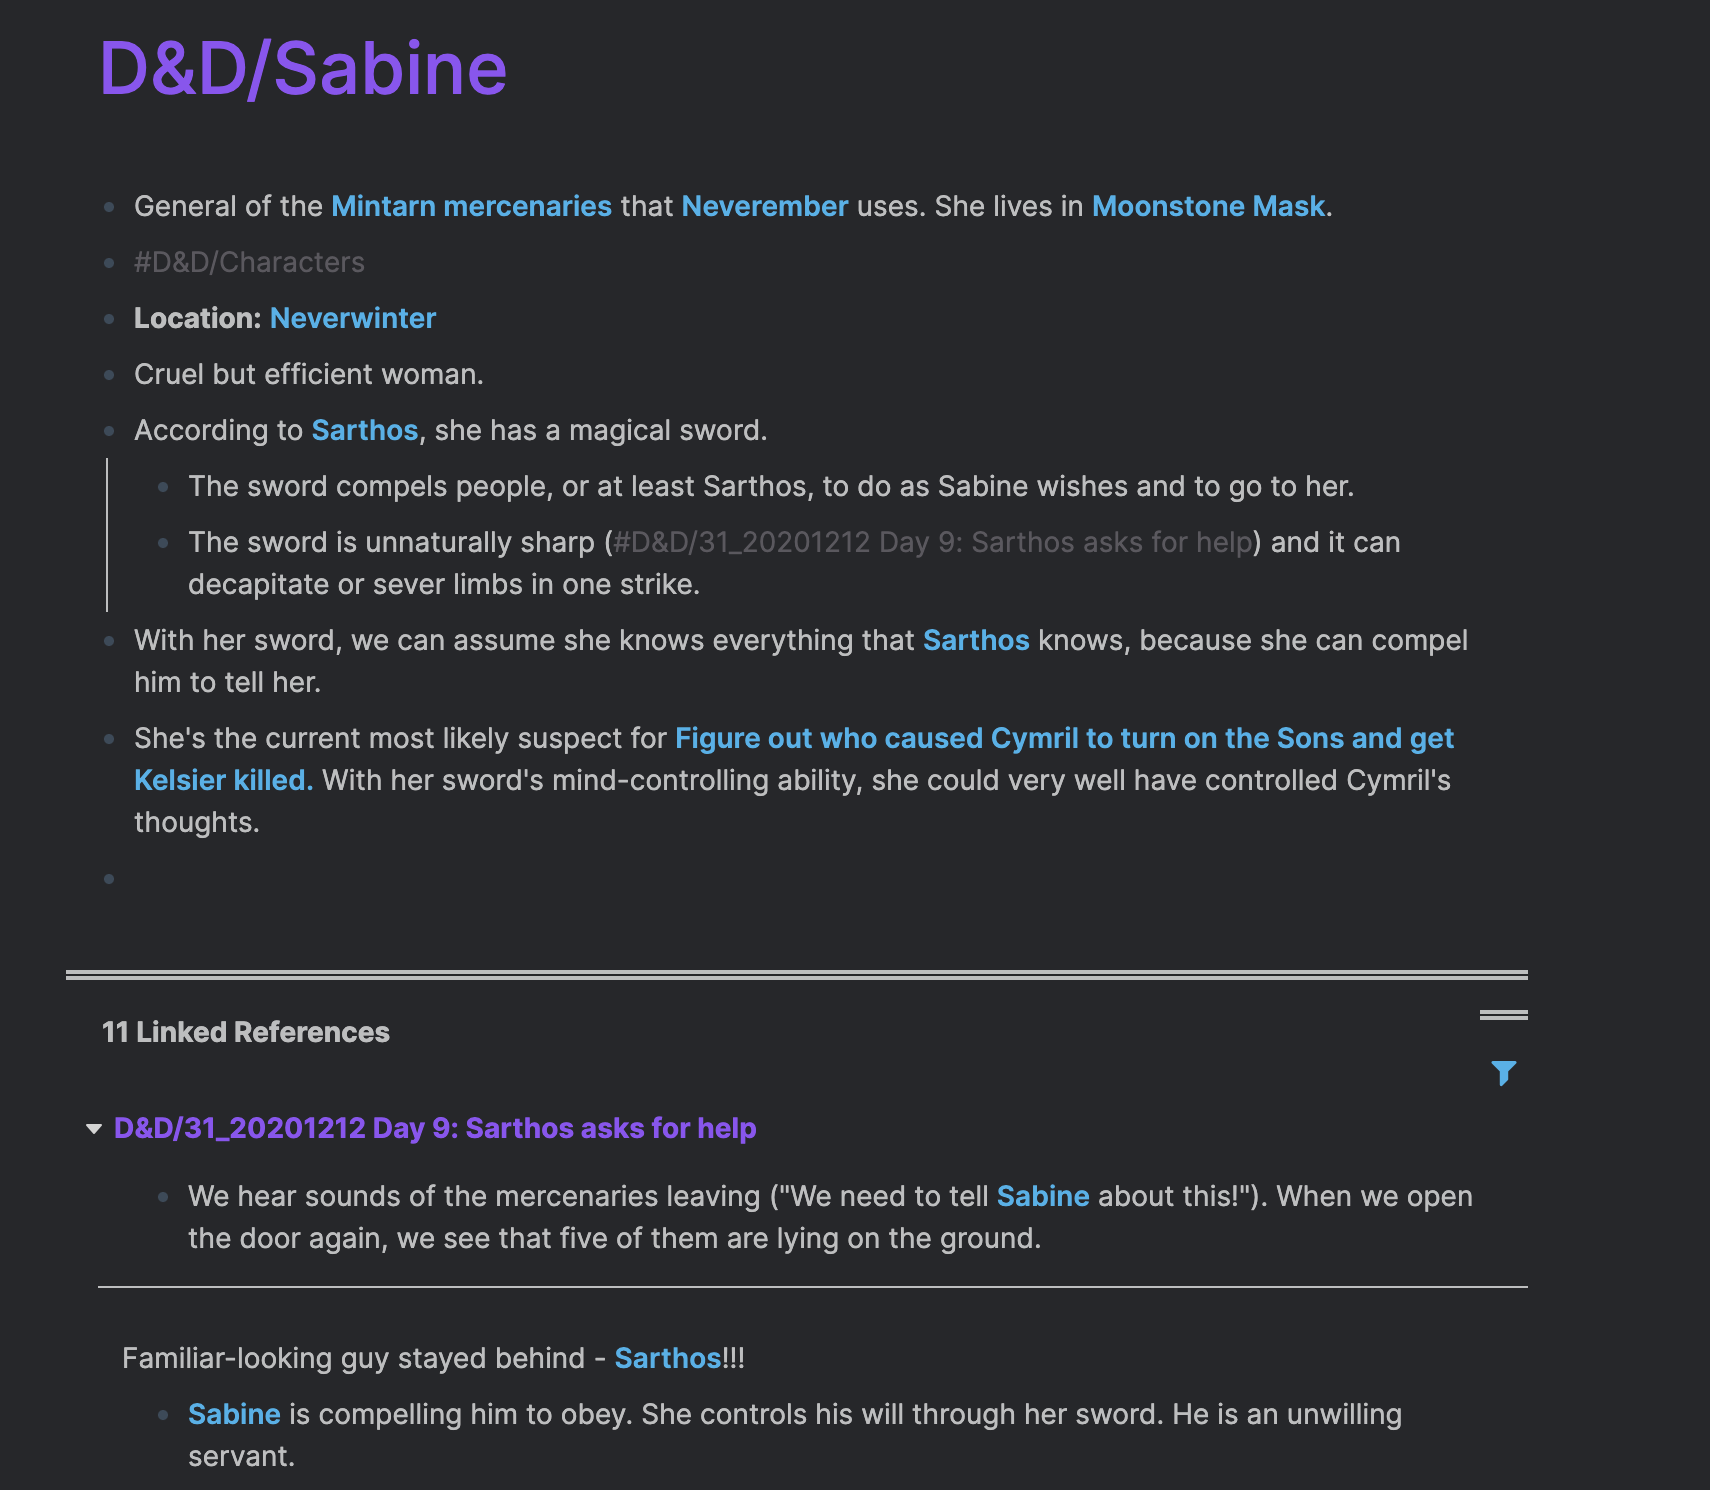 D&D/Sabine
General of the Mintarn mercenaries that Neverember uses. She lives in Moonstone Mask.
#D&D/Characters
Location: Neverwinter
Cruel but efficient woman.
According to Sarthos, she has a magical sword.
The sword compels people, or at least Sarthos, to do as Sabine wishes and to go to her.
The sword is unnaturally sharp (#D&D/31_20201212 Day 9: Sarthos asks for help) and it can
decapitate or sever limbs in one strike.
With her sword, we can assume she knows everything that Sarthos knows, because she can compel
him to tell her.
She's the current most likely suspect for Figure out who caused Cymril to turn on the Sons and get
Kelsier killed. With her sword's mind-controlling ability, she could very well have controlled Cymril's
thoughts.
11 Linked References
D&D/31_20201212 Day 9: Sarthos asks for help
We hear sounds of the mercenaries leaving ("We need to tell Sabine about this!"). When we open
the door again, we see that five of them are lying on the ground.
Familiar-looking guy stayed behind - Sarthos!!!
Sabine is compelling him to obey. She controls his will through her sword. He is an unwilling
servant.